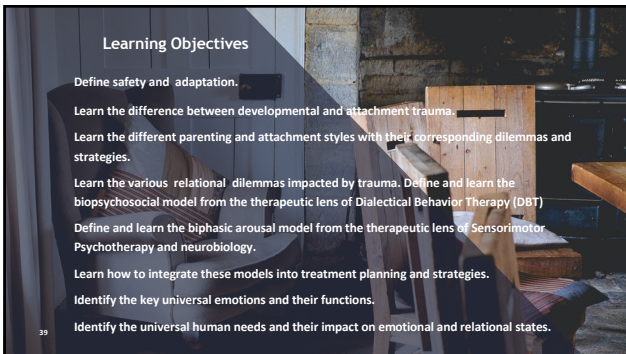 Learning Objectives
Define safety and adaptation.
Learn the difference between developmental and attachment trauma.
Learn the different parenting and attachment styles with their corresponding dilemmas and
strategies.
Learn the various relational dilemmas impacted by trauma. Define and learn the
biopsychosocial model from the therapeutic lens of Dialectical Behavior Therapy (DBT)
Define and learn the biphasic arousal model from the therapeutic lens of Sensorimotor
Psychotherapy and neurobiology.
Learn how to integrate these models into treatment planning and strategies.
Identify the key universal emotions and their functions.
Identify the universal human needs and their impact on emotional and relational states.
39